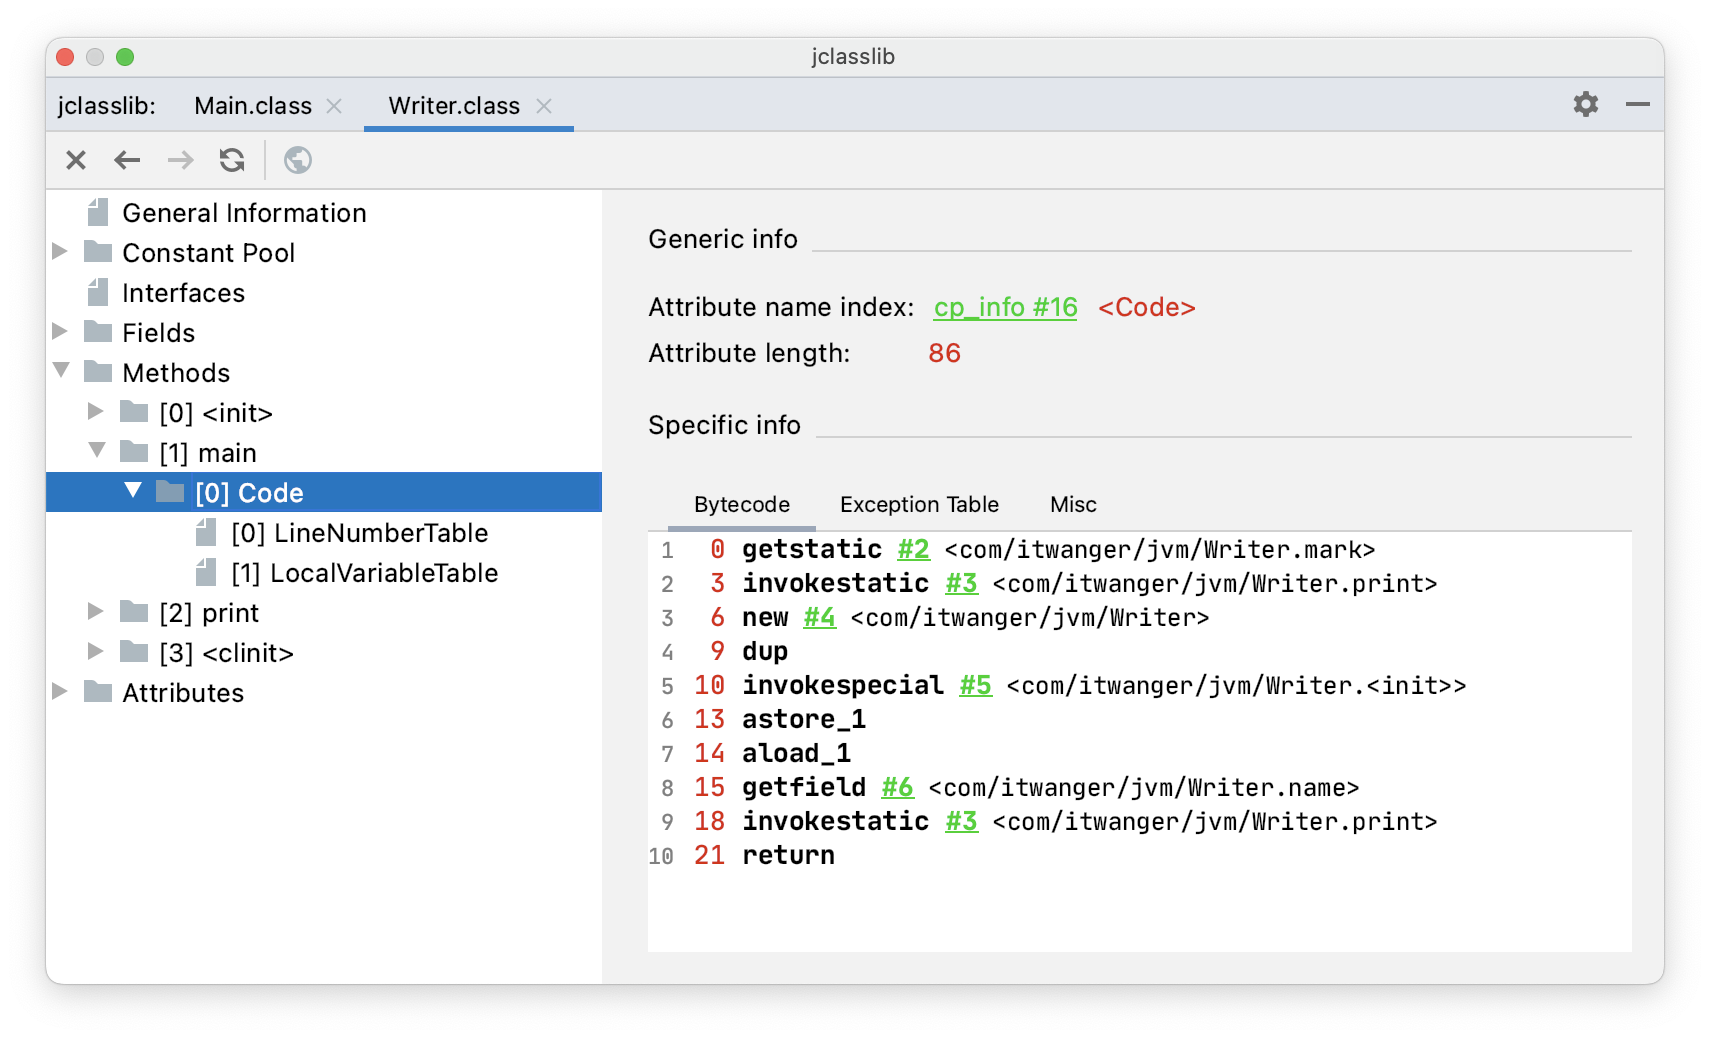 jclasslib
jclasslib: Main.class Writer.class
General Information
Constant Pool
Interfaces
Fields
Methods
[0] <init>
[1] main
[0] Code
[0] LineNumberTable
[1] LocalVariableTable
[2] print
[3] <clinit>
Attributes
Generic info
Attribute name index: cp_info #16 <Code>
Attribute length: 86
Specific info
Bytecode Exception Table Misc
1 0 getstatic #2 <com/itwanger/jvm/Writer.mark>
2 3 invokestatic #3 <com/itwanger/jvm/Writer.print>
3 6 new #4 <com/itwanger/jvm/Writer>
4 9 dup
5 10 invokespecial #5 <com/itwanger/jvm/Writer.<init>>
6 13 astore_1
7 14 aload_1
8 15 getfield #6 <com/itwanger/jvm/Writer.name>
9 18 invokestatic #3 <com/itwanger/jvm/Writer.print>
10 21 return